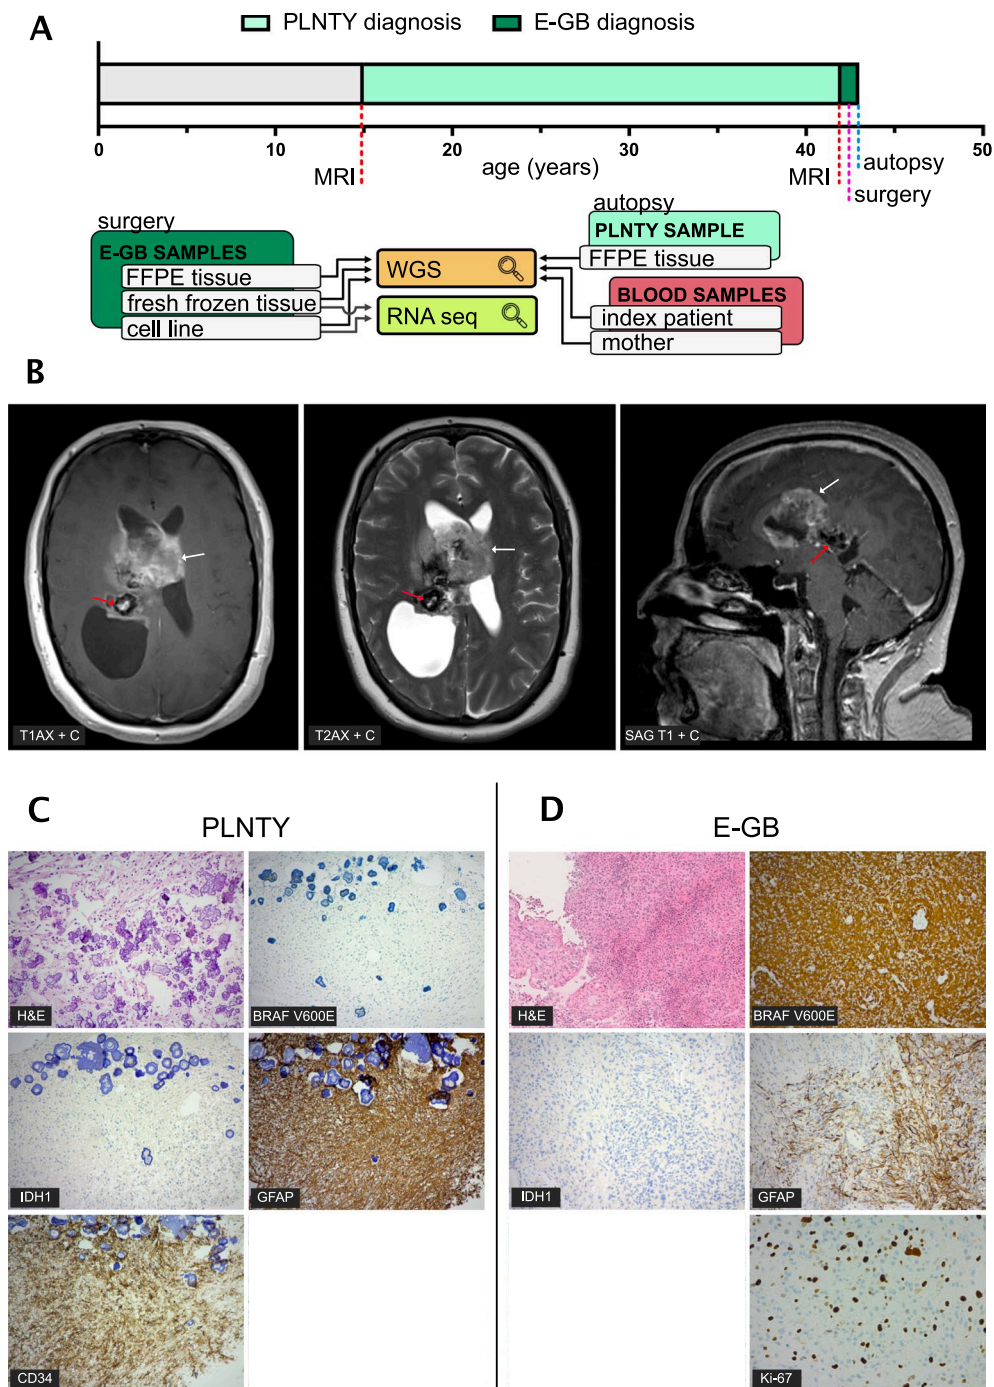 A
PLNTY diagnosis
E-GB diagnosis
0
10
20
30
40
50
age (years)
MRI
MRI
autopsy
surgery
surgery
E-GB SAMPLES
FFPE tissue
fresh frozen tissue
cell line
WGS
RNA seq
autopsy
PLNTY SAMPLE
FFPE tissue
BLOOD SAMPLES
index patient
mother
B
T1AX + C
T2AX + C
SAG T1 + C
C
PLNTY
H&E
BRAF V600E
IDH1
GFAP
CD34
D
E-GB
H&E
BRAF V600E
IDH1
GFAP
Ki-67